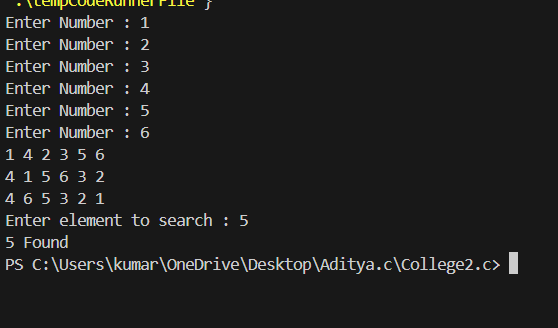 .\tempCodeRunnerFile }
Enter Number : 1
Enter Number : 2
Enter Number : 3
Enter Number : 4
Enter Number : 5
Enter Number : 6
1 4 2 3 5 6
4 1 5 6 3 2
4 6 5 3 2 1
Enter element to search : 5
5 Found
PS C:\Users\kumar\OneDrive\Desktop\Aditya.c\College2.c>